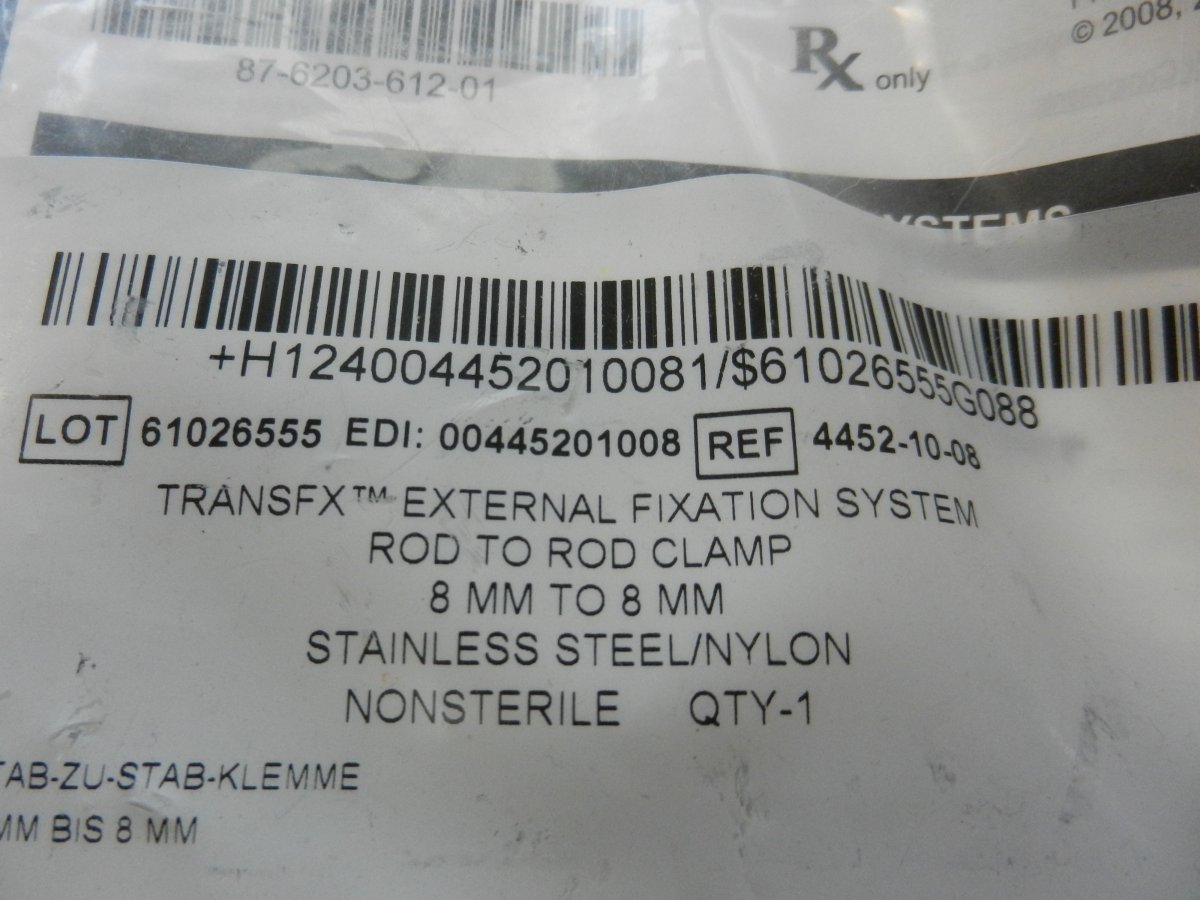 87-6203-612-01
Rx only
© 2008,
SYSTEMS
+H124004452010081/$61026555G088
LOT 61026555 EDI: 00445201008 REF 4452-10-08
TRANSFX™ EXTERNAL FIXATION SYSTEM
ROD TO ROD CLAMP
8 MM TO 8 MM
STAINLESS STEEL/NYLON
NONSTERILE QTY-1
TAB-ZU-STAB-KLEMME
MM BIS 8 MM